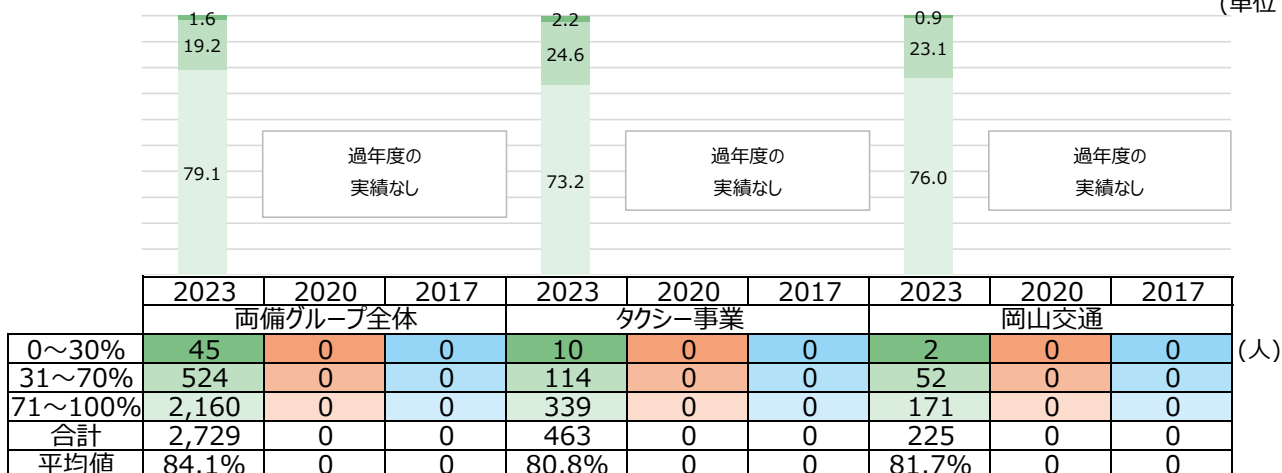 (単位
1.6 2.2 0.9
19.2 24.6 23.1
79.1 73.2 76.0
過年度の 過年度の 過年度の
実績なし 実績なし 実績なし
2023 2020 2017 2023 2020 2017 2023 2020 2017
両備グループ全体 タクシー事業 岡山交通
0～30% 45 0 0 10 0 0 2 0 0 (人)
31～70% 524 0 0 114 0 0 52 0 0
71～100% 2,160 0 0 339 0 0 171 0 0
合計 2,729 0 0 463 0 0 225 0 0
平均値 84.1% 0 0 80.8% 0 0 81.7% 0 0